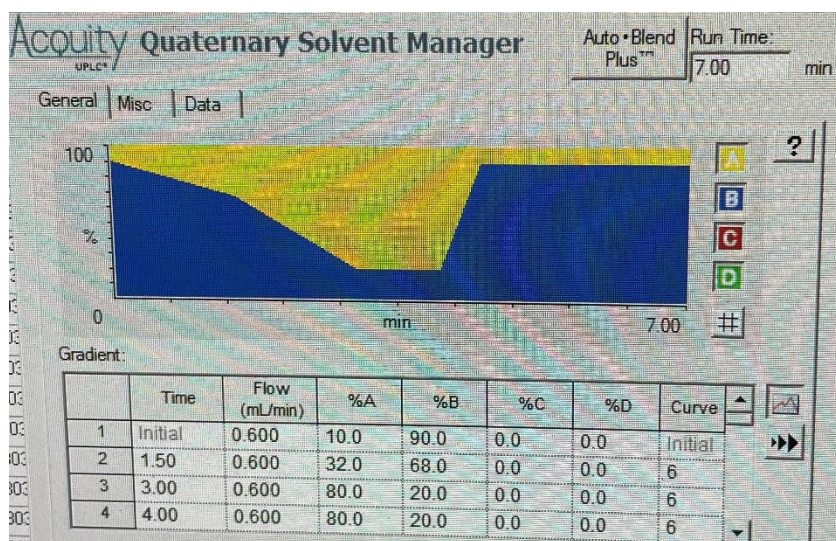 Acquity Quaternary Solvent Manager
UPLC®
Auto•Blend
Plus™
Run Time:
7.00 min
General Misc Data
100
%
0 min 7.00
A
B
C
D
?
Gradient:
Time Flow (mL/min) %A %B %C %D Curve
1 Initial 0.600 10.0 90.0 0.0 0.0 Initial
2 1.50 0.600 32.0 68.0 0.0 0.0 6
3 3.00 0.600 80.0 20.0 0.0 0.0 6
4 4.00 0.600 80.0 20.0 0.0 0.0 6